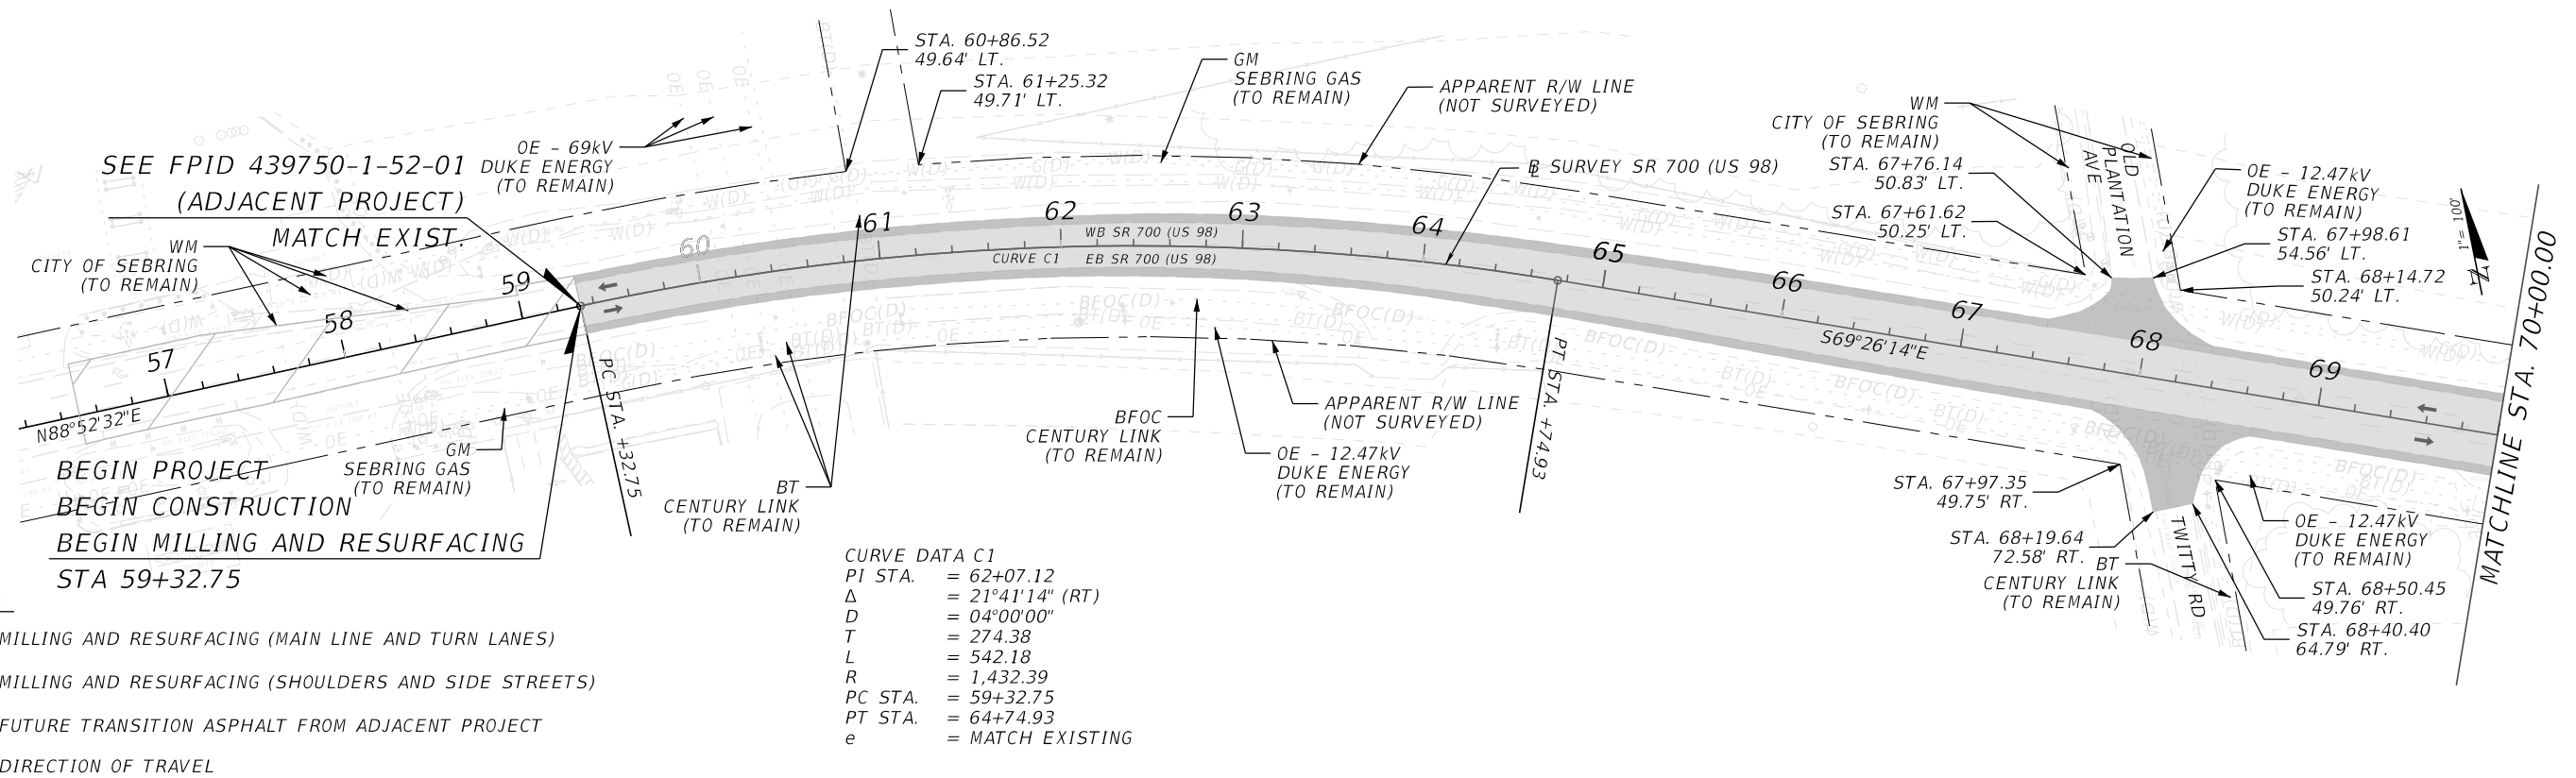 STA. 60+86.52
49.64' LT.
STA. 61+25.32
49.71' LT.
GM
SEBRING GAS
(TO REMAIN)
APPARENT R/W LINE
(NOT SURVEYED)
WM
CITY OF SEBRING
(TO REMAIN)
STA. 67+76.14
50.83' LT.
STA. 67+61.62
50.25' LT.
OLD
PLANTATION
AVE
OE - 12.47kV
DUKE ENERGY
(TO REMAIN)
STA. 67+98.61
54.56' LT.
STA. 68+14.72
50.24' LT.
1"= 100'
N
MATCHLINE STA. 70+00.00
OE - 69kV
DUKE ENERGY
(TO REMAIN)
SEE FPID 439750-1-52-01
(ADJACENT PROJECT)
MATCH EXIST.
WM
CITY OF SEBRING
(TO REMAIN)
B SURVEY SR 700 (US 98)
57
58
59
60
61
62
63
64
65
66
67
68
69
WB SR 700 (US 98)
CURVE C1
EB SR 700 (US 98)
N88°52'32"E
S69°26'14"E
PC STA. +32.75
PT STA. +74.93
BEGIN PROJECT
BEGIN CONSTRUCTION
BEGIN MILLING AND RESURFACING
STA 59+32.75
GM
SEBRING GAS
(TO REMAIN)
BT
CENTURY LINK
(TO REMAIN)
BFOC
CENTURY LINK
(TO REMAIN)
OE - 12.47kV
DUKE ENERGY
(TO REMAIN)
APPARENT R/W LINE
(NOT SURVEYED)
STA. 67+97.35
49.75' RT.
STA. 68+19.64
72.58' RT.
BT
CENTURY LINK
(TO REMAIN)
TWITTY RD
OE - 12.47kV
DUKE ENERGY
(TO REMAIN)
STA. 68+50.45
49.76' RT.
STA. 68+40.40
64.79' RT.
CURVE DATA C1
PI STA. = 62+07.12
Δ = 21°41'14" (RT)
D = 04°00'00"
T = 274.38
L = 542.18
R = 1,432.39
PC STA. = 59+32.75
PT STA. = 64+74.93
e = MATCH EXISTING
MILLING AND RESURFACING (MAIN LINE AND TURN LANES)
MILLING AND RESURFACING (SHOULDERS AND SIDE STREETS)
FUTURE TRANSITION ASPHALT FROM ADJACENT PROJECT
DIRECTION OF TRAVEL